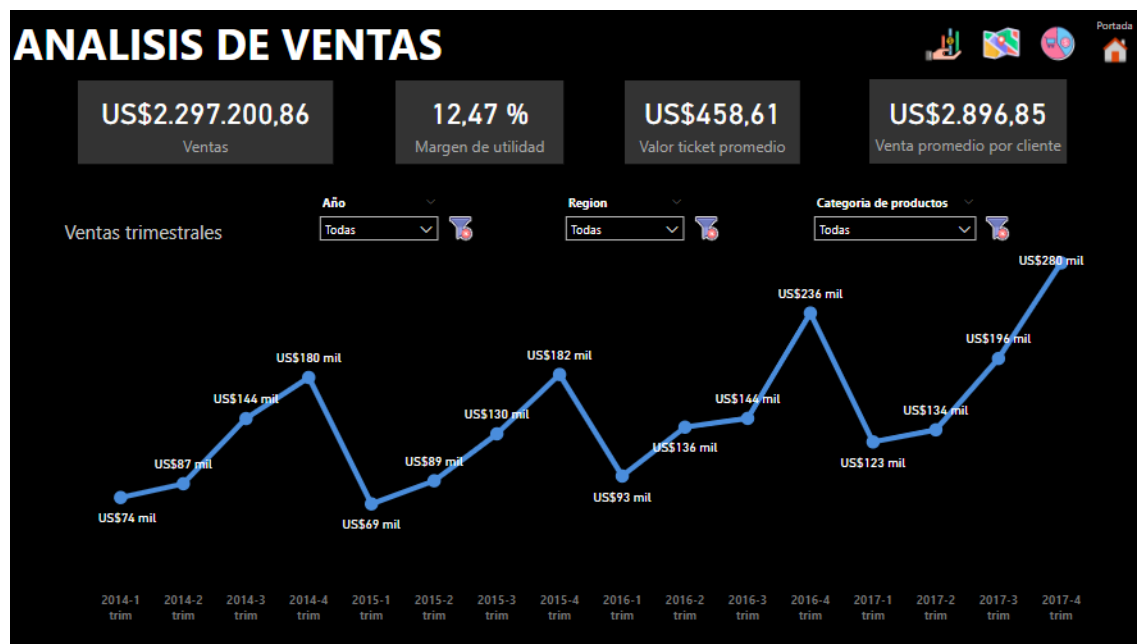 Portada
ANALISIS DE VENTAS
US$2.297.200,86
Ventas
12,47 %
Margen de utilidad
US$458,61
Valor ticket promedio
US$2.896,85
Venta promedio por cliente
Ventas trimestrales
Año
Todas
Region
Todas
Categoria de productos
Todas
US$74 mil
US$87 mil
US$144 mil
US$180 mil
US$69 mil
US$89 mil
US$130 mil
US$182 mil
US$93 mil
US$136 mil
US$144 mil
US$236 mil
US$123 mil
US$134 mil
US$196 mil
US$280 mil
2014-1
trim
2014-2
trim
2014-3
trim
2014-4
trim
2015-1
trim
2015-2
trim
2015-3
trim
2015-4
trim
2016-1
trim
2016-2
trim
2016-3
trim
2016-4
trim
2017-1
trim
2017-2
trim
2017-3
trim
2017-4
trim